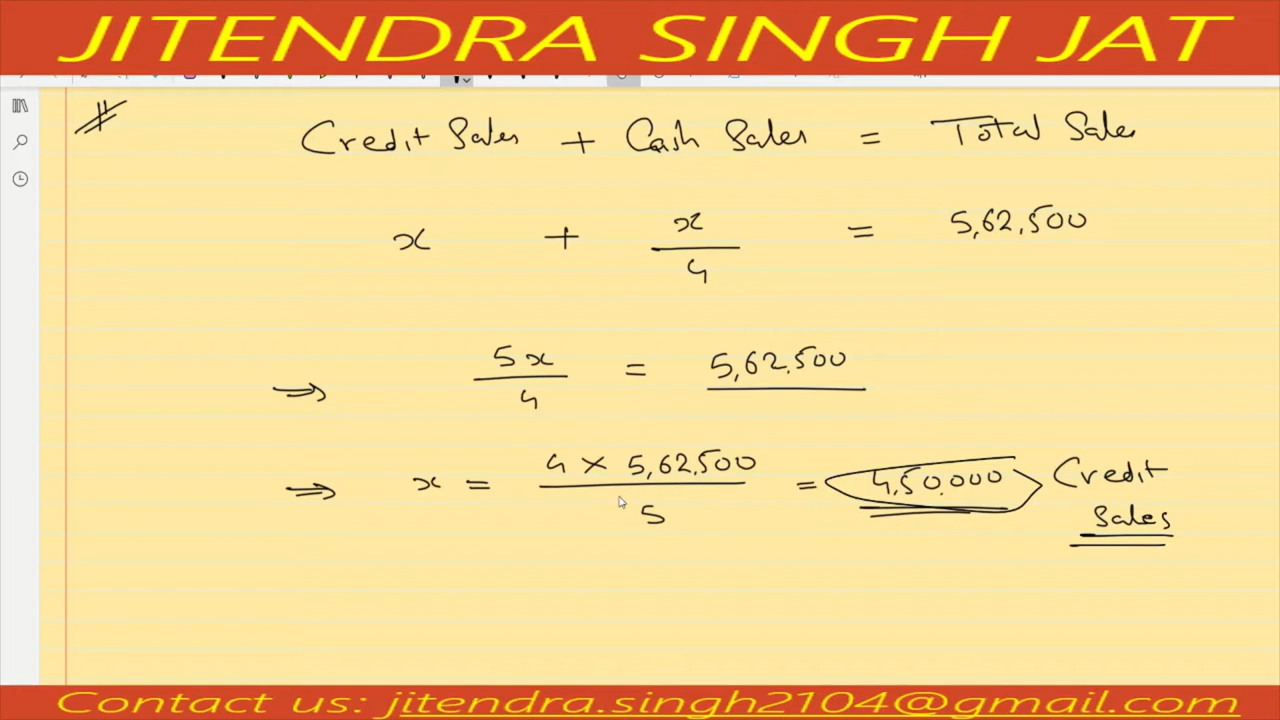 JITENDRA SINGH JAT
#
Credit Sales + Cash Sales = Total Sales
x + x/4 = 5,62,500
⇒ 5x/4 = 5,62,500
⇒ x = 4 × 5,62,500 / 5 = 4,50,000 Credit
Sales
Contact us: jitendra.singh2104@gmail.com